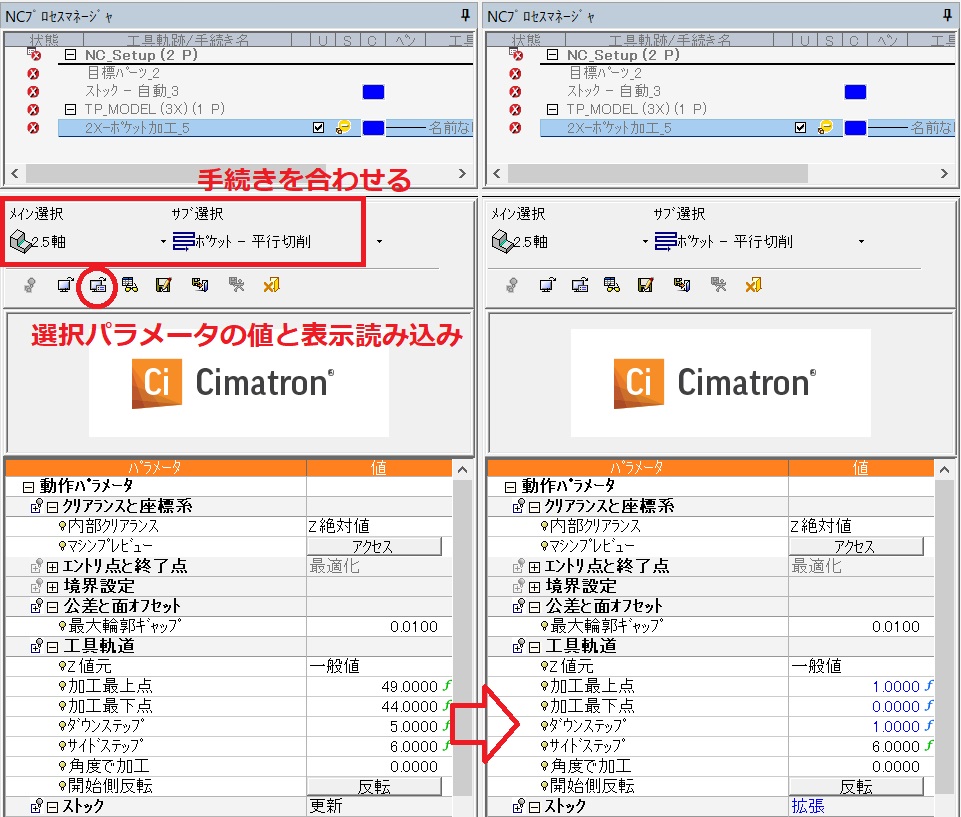 NCプロセスマネージャ
状態 工具軌跡/手続き名 U S C ペン 工具
NC_Setup (2 P)
目標パーツ_2
ストック - 自動_3
TP_MODEL (3X) (1 P)
2X-ポケット加工_5 名前な
手続きを合わせる
メイン選択 サブ選択
2.5軸 ポケット - 平行切削
選択パラメータの値と表示読み込み
Ci Cimatron®
パラメータ 値
動作パラメータ
クリアランスと座標系
内部クリアランス Z絶対値
マシンプレビュー アクセス
エントリ点と終了点 最適化
境界設定
公差と面オフセット
最大輪郭ギャップ 0.0100
工具軌道
Z値元 一般値
加工最上点 49.0000 f
加工最下点 44.0000 f
ダウンステップ 5.0000 f
サイドステップ 6.0000 f
角度で加工 0.0000
開始側反転 反転
ストック 更新
NCプロセスマネージャ
状態 工具軌跡/手続き名 U S C ペン 工具
NC_Setup (2 P)
目標パーツ_2
ストック - 自動_3
TP_MODEL (3X) (1 P)
2X-ポケット加工_5 名前な
メイン選択 サブ選択
2.5軸 ポケット - 平行切削
Ci Cimatron®
パラメータ 値
動作パラメータ
クリアランスと座標系
内部クリアランス Z絶対値
マシンプレビュー アクセス
エントリ点と終了点 最適化
境界設定
公差と面オフセット
最大輪郭ギャップ 0.0100
工具軌道
Z値元 一般値
加工最上点 1.0000 f
加工最下点 0.0000 f
ダウンステップ 1.0000 f
サイドステップ 6.0000 f
角度で加工 0.0000
開始側反転 反転
ストック 拡張